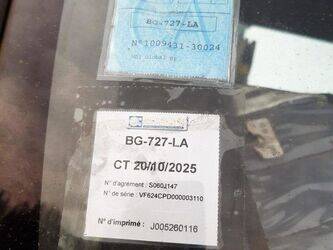 BG-727-LA
N°1009431-30024
BG-727-LA
CT 20/10/2025
N° d'agrément : S060J147
N° de série : VF624CPD000003110
N° d'imprimé : J005260116